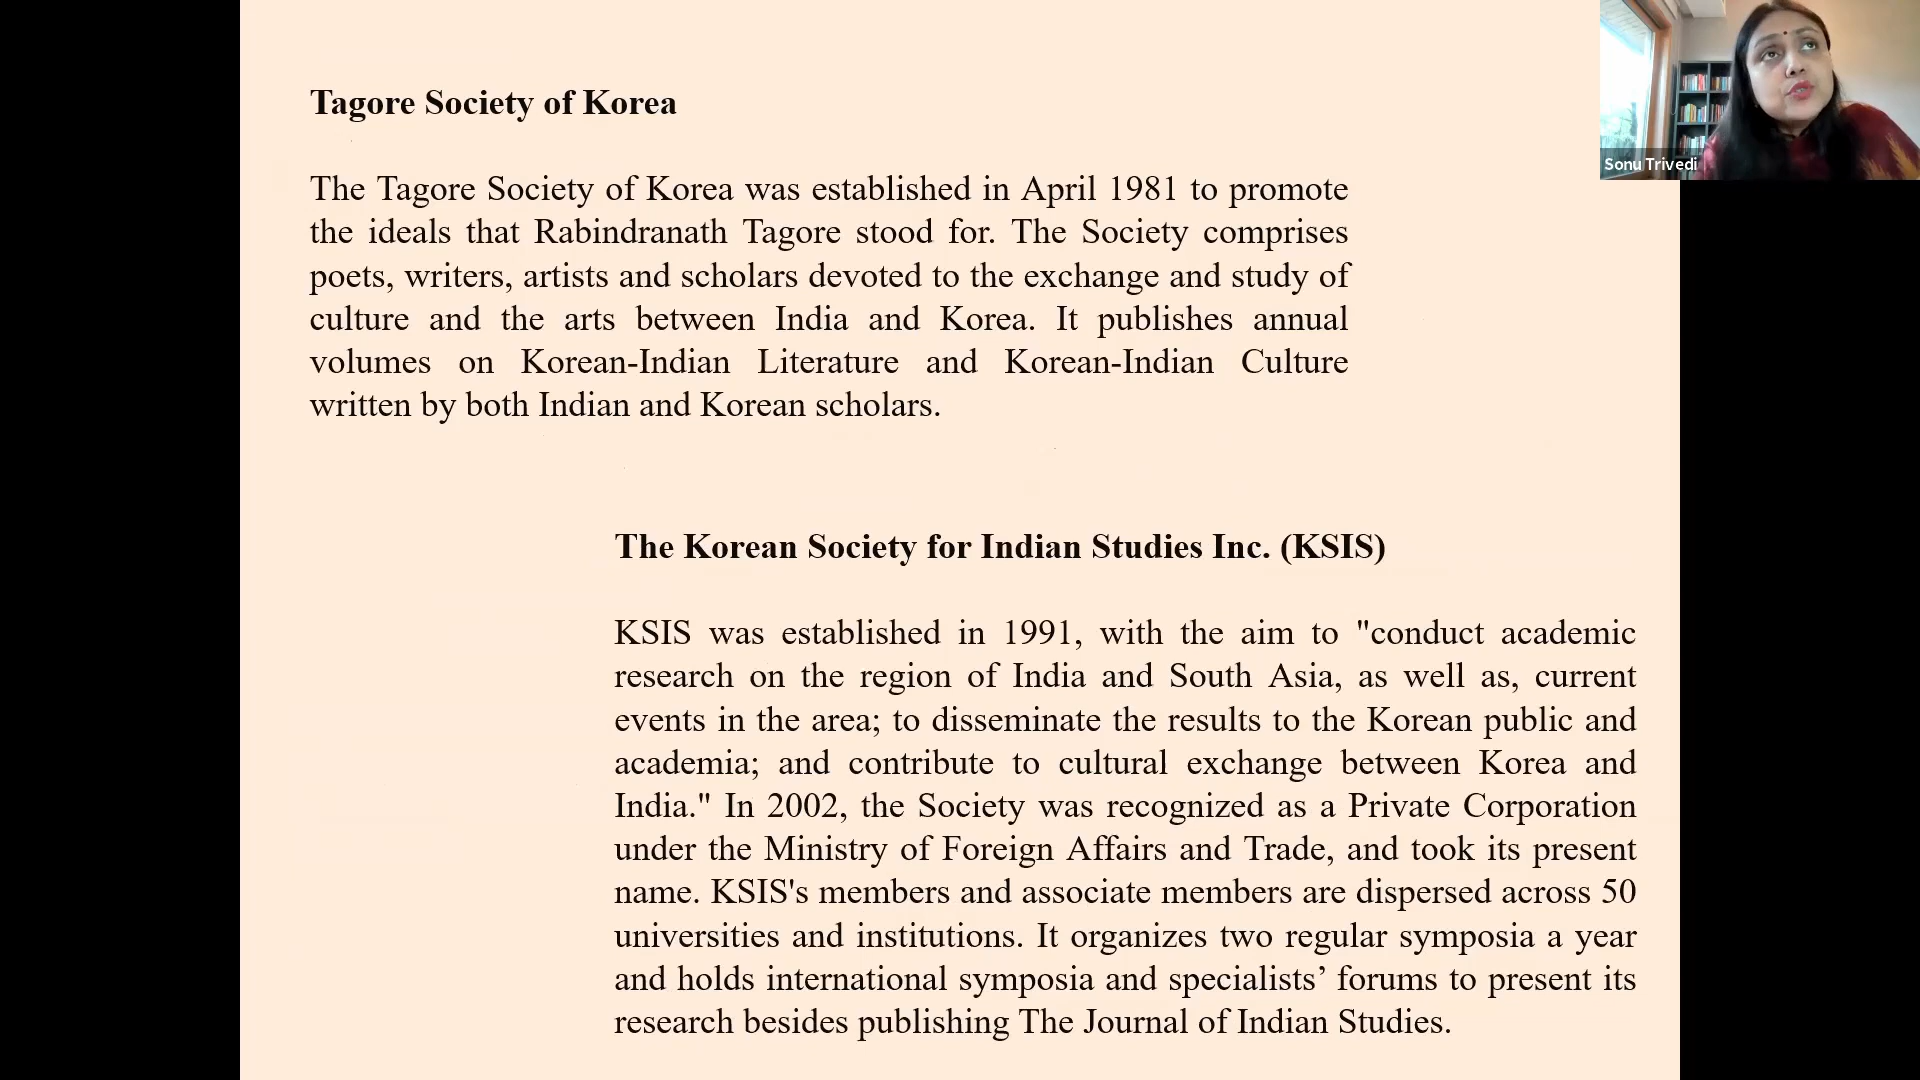 Tagore Society of Korea
The Tagore Society of Korea was established in April 1981 to promote
the ideals that Rabindranath Tagore stood for. The Society comprises
poets, writers, artists and scholars devoted to the exchange and study of
culture and the arts between India and Korea. It publishes annual
volumes on Korean-Indian Literature and Korean-Indian Culture
written by both Indian and Korean scholars.
The Korean Society for Indian Studies Inc. (KSIS)
KSIS was established in 1991, with the aim to "conduct academic
research on the region of India and South Asia, as well as, current
events in the area; to disseminate the results to the Korean public and
academia; and contribute to cultural exchange between Korea and
India." In 2002, the Society was recognized as a Private Corporation
under the Ministry of Foreign Affairs and Trade, and took its present
name. KSIS's members and associate members are dispersed across 50
universities and institutions. It organizes two regular symposia a year
and holds international symposia and specialists’ forums to present its
research besides publishing The Journal of Indian Studies.
Sonu Trivedi